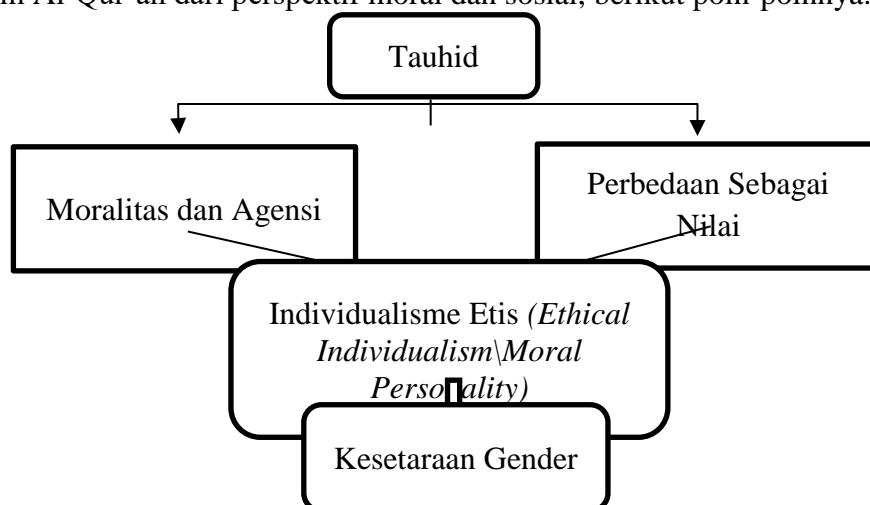 Al-Qur'an dari perspektif moral dan sosial, berikut poin-poinnya.
Tauhid
Moralitas dan Agensi
Perbedaan Sebagai
Nilai
Individualisme Etis (Ethical
Individualism\Moral
Personality)
Kesetaraan Gender